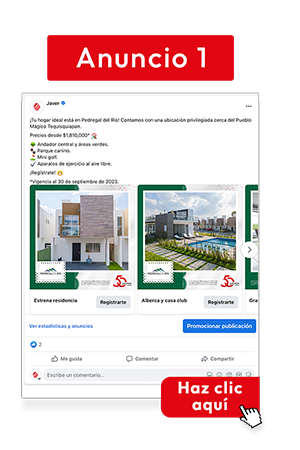 Anuncio 1
Javer
¡Tu hogar ideal está en Pedregal del Río! Contamos con una ubicación privilegiada cerca del Pueblo
Mágico Tequisquiapan.
Precios desde $1,810,000*
Andador central y áreas verdes.
Parque canino.
Mini golf.
Aparatos de ejercicio al aire libre.
¡Regístrate!
*Vigencia al 30 de septiembre de 2023.
Estrena residencia
Registrarte
Alberca y casa club
Registrarte
Gra
Ver estadísticas y anuncios
Promocionar publicación
2
Me gusta
Comentar
Compartir
Escribe un comentario...
Haz clic
aquí